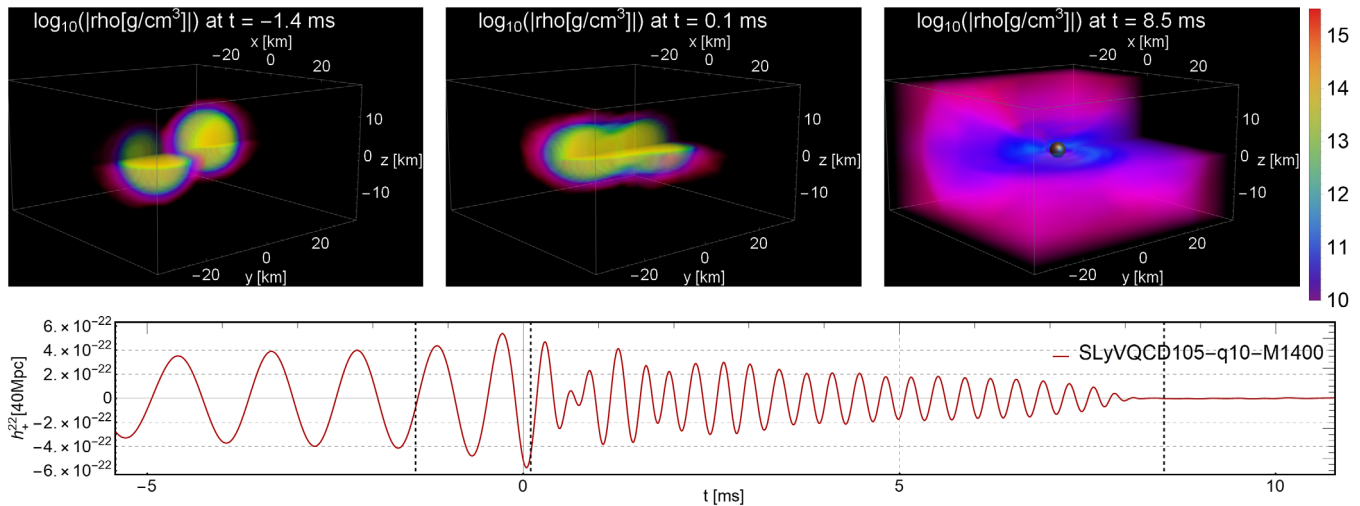 log₁₀(|rho[g/cm³]|) at t = −1.4 ms
x [km]
−20 0 20
10
0
−10
z [km]
20
0
−20
y [km]
log₁₀(|rho[g/cm³]|) at t = 0.1 ms
x [km]
−20 0 20
10
0
−10
z [km]
20
0
−20
y [km]
log₁₀(|rho[g/cm³]|) at t = 8.5 ms
x [km]
−20 0 20
10
0
−10
z [km]
20
0
−20
y [km]
15
14
13
12
11
10
6.×10⁻²²
4.×10⁻²²
2.×10⁻²²
0
−2.×10⁻²²
−4.×10⁻²²
−6.×10⁻²²
h₊²²[40Mpc]
SLyVQCD105−q10−M1400
−5 0 5 10
t [ms]